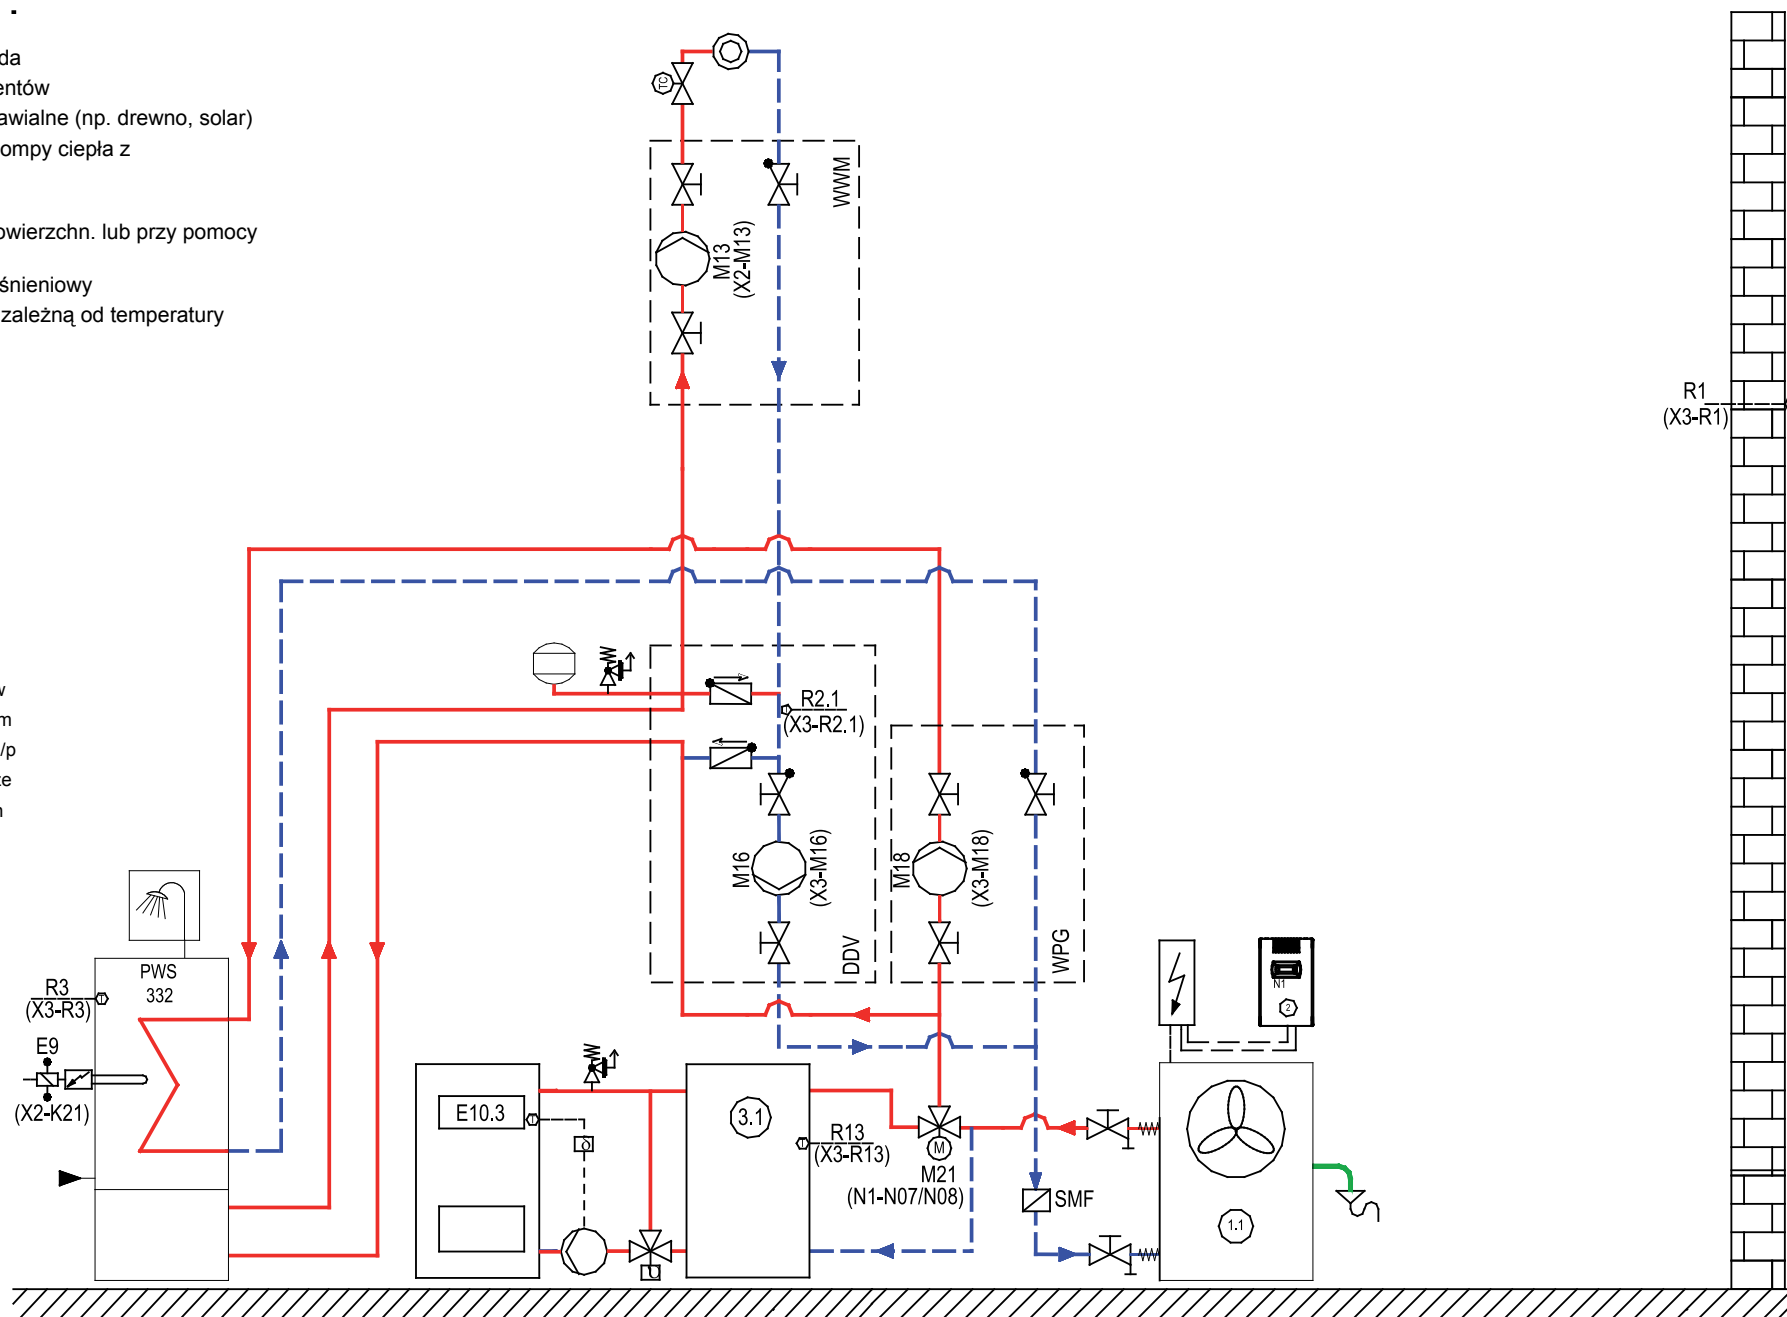 da
entów
awialne (np. drewno, solar)
ompy ciepła z
owierzchn. lub przy pomocy
śnieniowy
zależną od temperatury
TC
WWM
M13
(X2-M13)
R1
(X3-R1)
w
m
/p
te
R2.1
(X3-R2.1)
M16
(X3-M16)
DDV
M18
(X3-M18)
WPG
PWS
332
R3
(X3-R3)
E9
(X2-K21)
E10.3
3.1
R13
(X3-R13)
M
M21
(N1-N07/N08)
SMF
N1
2
1.1